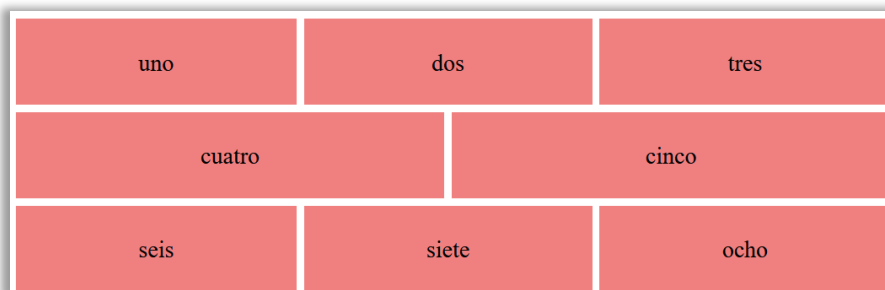 uno dos tres
cuatro cinco
seis siete ocho